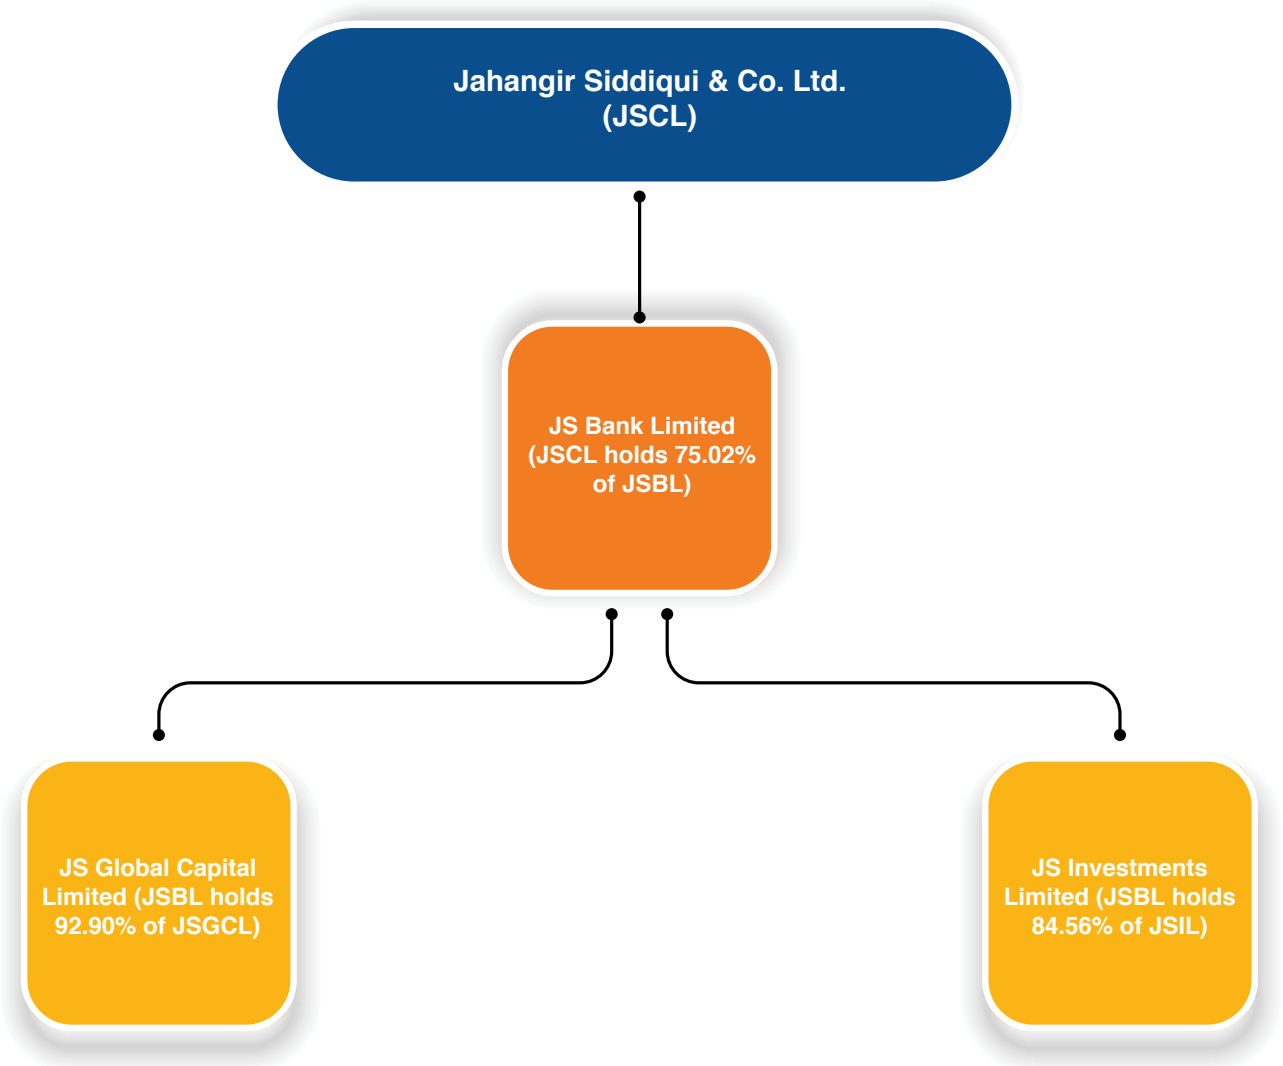 Jahangir Siddiqui & Co. Ltd.
(JSCL)
JS Bank Limited
(JSCL holds 75.02%
of JSBL)
JS Global Capital
Limited (JSBL holds
92.90% of JSGCL)
JS Investments
Limited (JSBL holds
84.56% of JSIL)